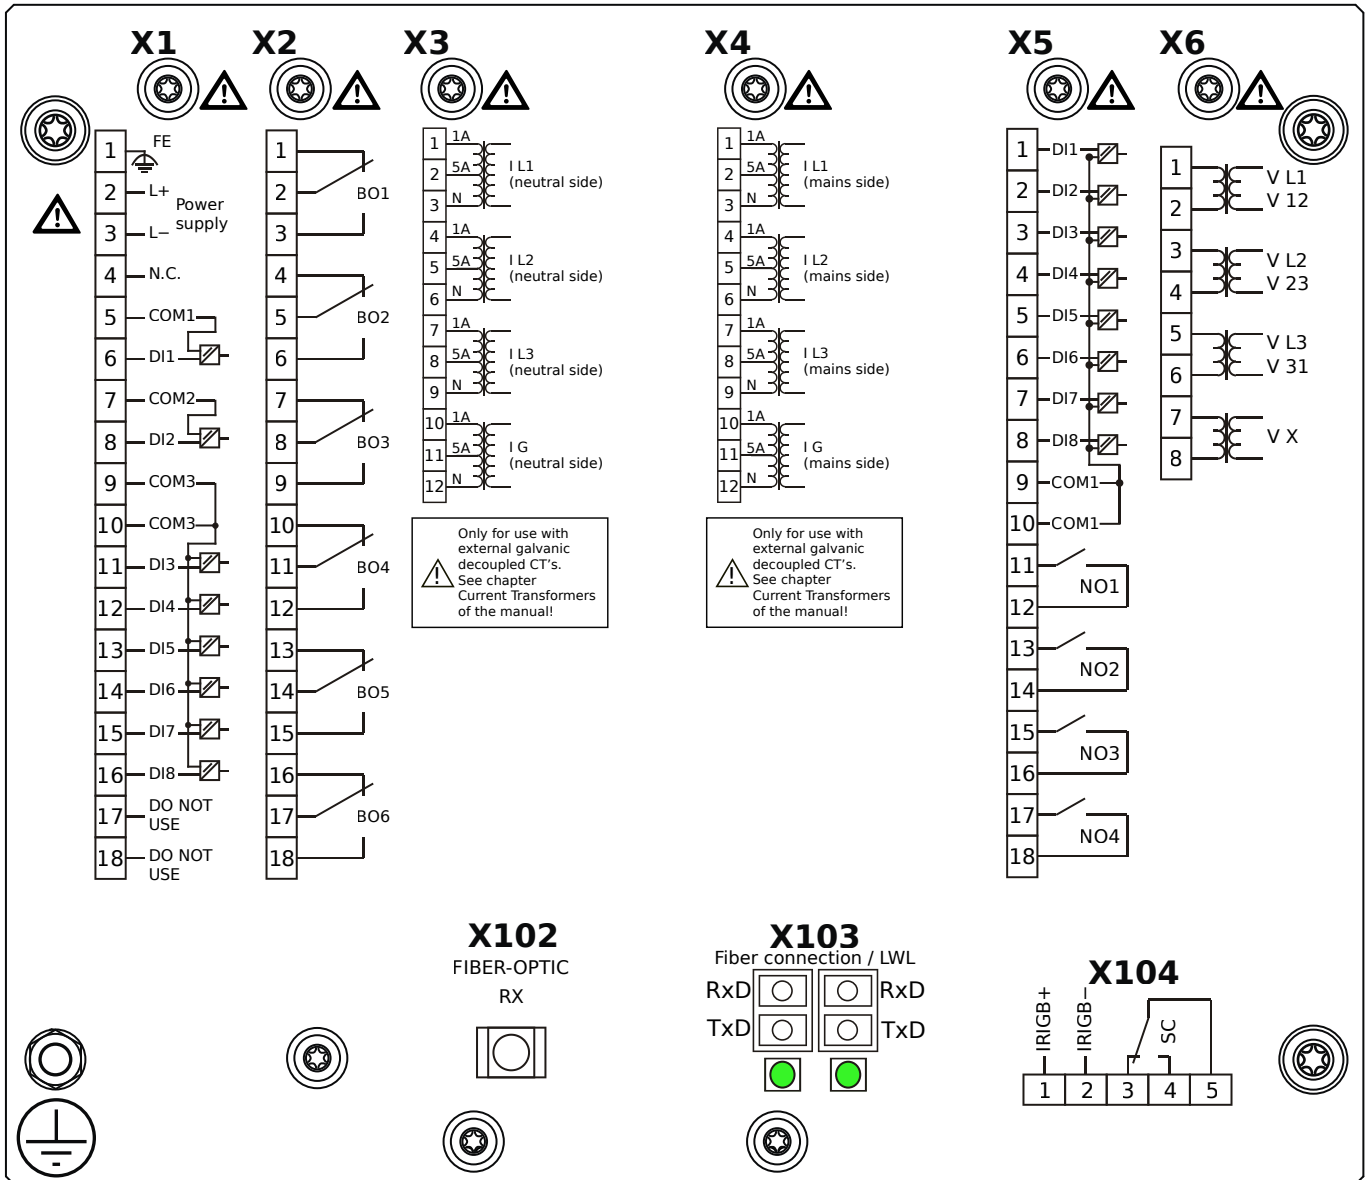 X1
X2
X3
X4
X5
X6
1 FE
2 L+
Power
supply
3 L−
4 N.C.
5 COM1
6 DI1
7 COM2
8 DI2
9 COM3
10 COM3
11 DI3
12 DI4
13 DI5
14 DI6
15 DI7
16 DI8
17 DO NOT
USE
18 DO NOT
USE
1
2 BO1
3
4
5 BO2
6
7
8 BO3
9
10
11 BO4
12
13
14 BO5
15
16
17 BO6
18
1 1A
2 5A I L1
(neutral side)
3 N
4 1A
5 5A I L2
(neutral side)
6 N
7 1A
8 5A I L3
(neutral side)
9 N
10 1A
11 5A I G
(neutral side)
12 N
Only for use with
external galvanic
decoupled CT’s.
See chapter
Current Transformers
of the manual!
1 1A
2 5A I L1
(mains side)
3 N
4 1A
5 5A I L2
(mains side)
6 N
7 1A
8 5A I L3
(mains side)
9 N
10 1A
11 5A I G
(mains side)
12 N
Only for use with
external galvanic
decoupled CT’s.
See chapter
Current Transformers
of the manual!
1 DI1
2 DI2
3 DI3
4 DI4
5 DI5
6 DI6
7 DI7
8 DI8
9 COM1
10 COM1
11
NO1
12
13
NO2
14
15
NO3
16
17
NO4
18
1 V L1
2 V 12
3 V L2
4 V 23
5 V L3
6 V 31
7
V X
8
X102
FIBER-OPTIC
RX
X103
Fiber connection / LWL
RxD RxD
TxD TxD
X104
IRIGB+
IRIGB−
SC
1 2 3 4 5